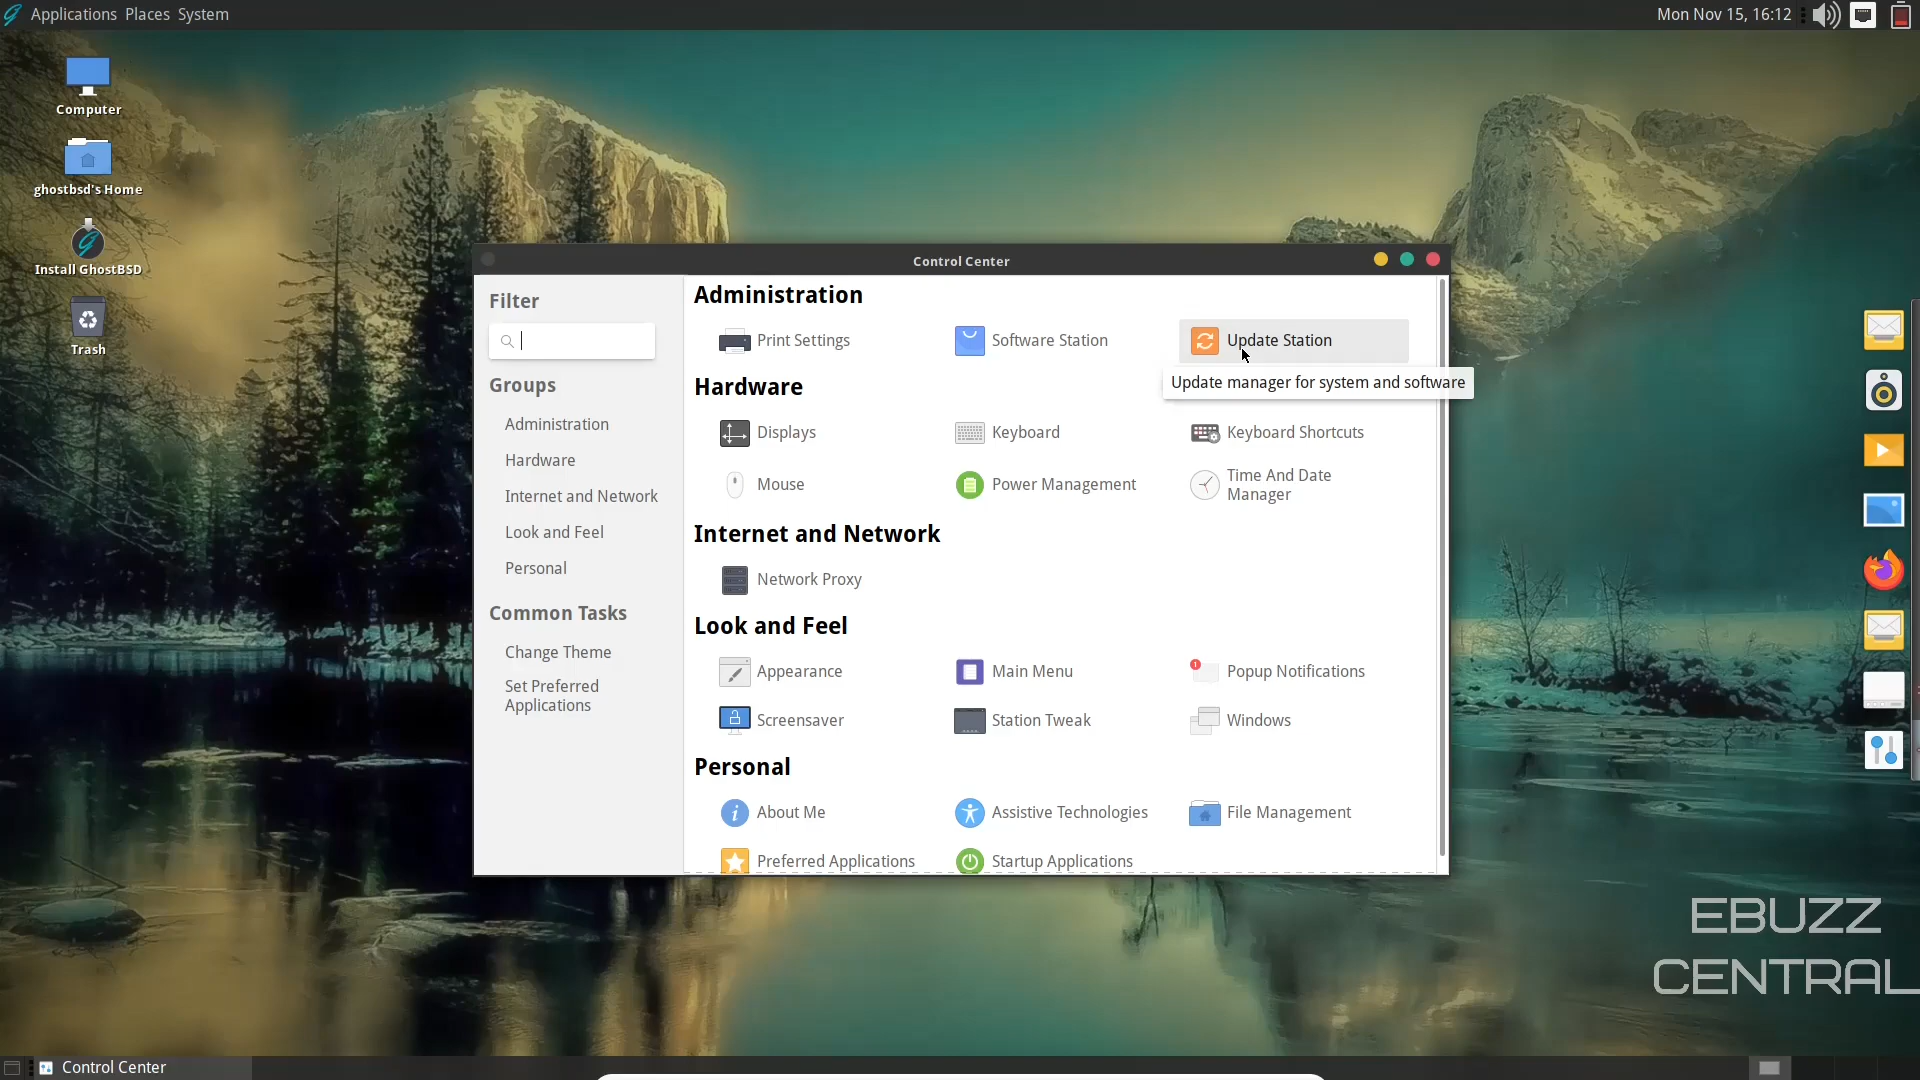 Applications Places System
Mon Nov 15, 16:12
Computer
ghostbsd's Home
Install GhostBSD
Trash
Control Center
Filter
Groups
Administration
Hardware
Internet and Network
Look and Feel
Personal
Common Tasks
Change Theme
Set Preferred
Applications
Administration
Print Settings
Software Station
Update Station
Update manager for system and software
Hardware
Displays
Keyboard
Keyboard Shortcuts
Mouse
Power Management
Time And Date
Manager
Internet and Network
Network Proxy
Look and Feel
Appearance
Main Menu
Popup Notifications
Screensaver
Station Tweak
Windows
Personal
About Me
Assistive Technologies
File Management
Preferred Applications
Startup Applications
EBUZZ
CENTRAL
Control Center